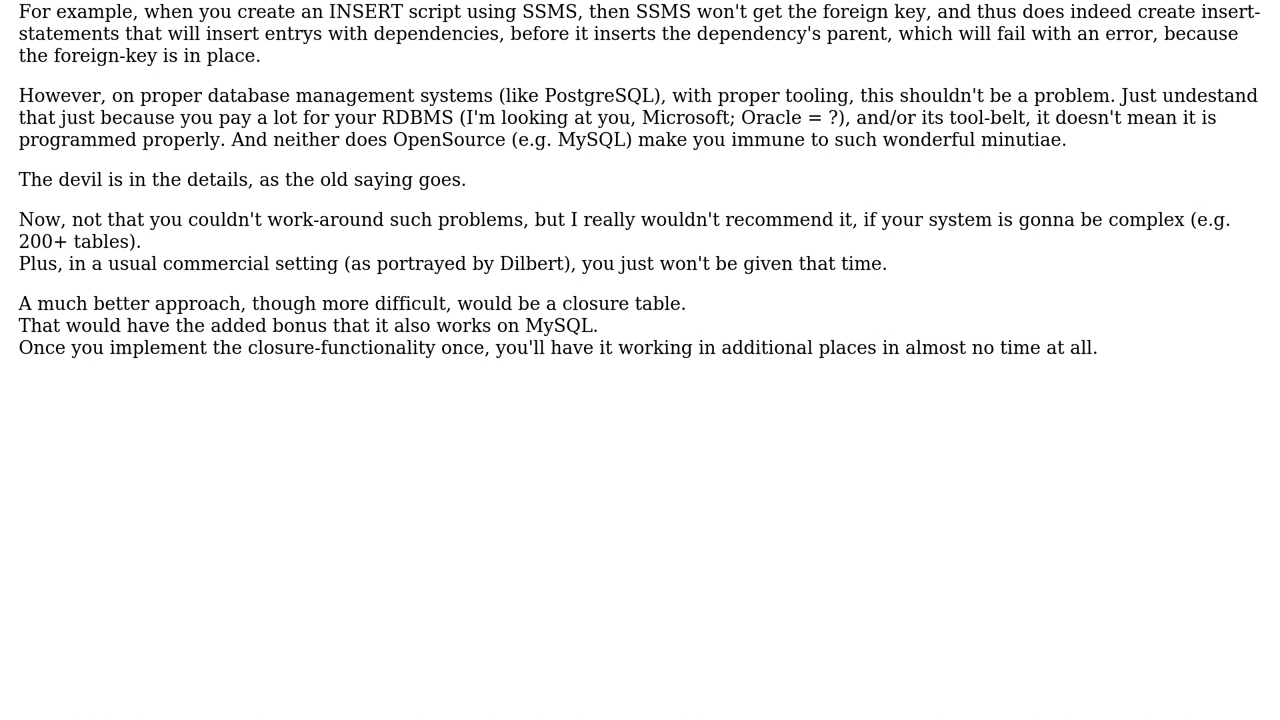 For example, when you create an INSERT script using SSMS, then SSMS won't get the foreign key, and thus does indeed create insert-
statements that will insert entrys with dependencies, before it inserts the dependency's parent, which will fail with an error, because
the foreign-key is in place.
However, on proper database management systems (like PostgreSQL), with proper tooling, this shouldn't be a problem. Just undestand
that just because you pay a lot for your RDBMS (I'm looking at you, Microsoft; Oracle = ?), and/or its tool-belt, it doesn't mean it is
programmed properly. And neither does OpenSource (e.g. MySQL) make you immune to such wonderful minutiae.
The devil is in the details, as the old saying goes.
Now, not that you couldn't work-around such problems, but I really wouldn't recommend it, if your system is gonna be complex (e.g.
200+ tables).
Plus, in a usual commercial setting (as portrayed by Dilbert), you just won't be given that time.
A much better approach, though more difficult, would be a closure table.
That would have the added bonus that it also works on MySQL.
Once you implement the closure-functionality once, you'll have it working in additional places in almost no time at all.